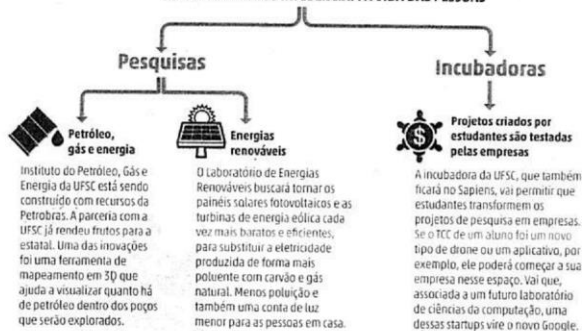 Pesquisas
Incubadoras
Petróleo,
gás e energia
Instituto do Petróleo, Gás e
Energia da UFSC está sendo
construído com recursos da
Petrobras. A parceria com a
UFSC já rendeu frutos para a
estatal. Uma das inovações
foi uma ferramenta de
mapeamento em 3D que
ajuda a visualizar quanto há
de petróleo dentro dos poços
que serão explorados.
Energias
renováveis
O Laboratório de Energias
Renováveis buscará tornar os
painéis solares fotovoltaicos e as
turbinas de energia eólica cada
vez mais baratos e eficientes,
para substituir a eletricidade
produzida de forma mais
poluente com carvão e gás
natural. Menos poluição e
também uma conta de luz
menor para as pessoas em casa.
Projetos criados por
estudantes são testadas
pelas empresas
A incubadora da UFSC, que também
ficará no Sapiens, vai permitir que
estudantes transformem os
projetos de pesquisa em empresas.
Se o TCC de um aluno foi um novo
tipo de drone ou um aplicativo, por
exemplo, ele poderá começar a sua
empresa nesse espaço. Vai que,
associada a um futuro laboratório
de ciências da computação, uma
dessas startups vire o novo Google.